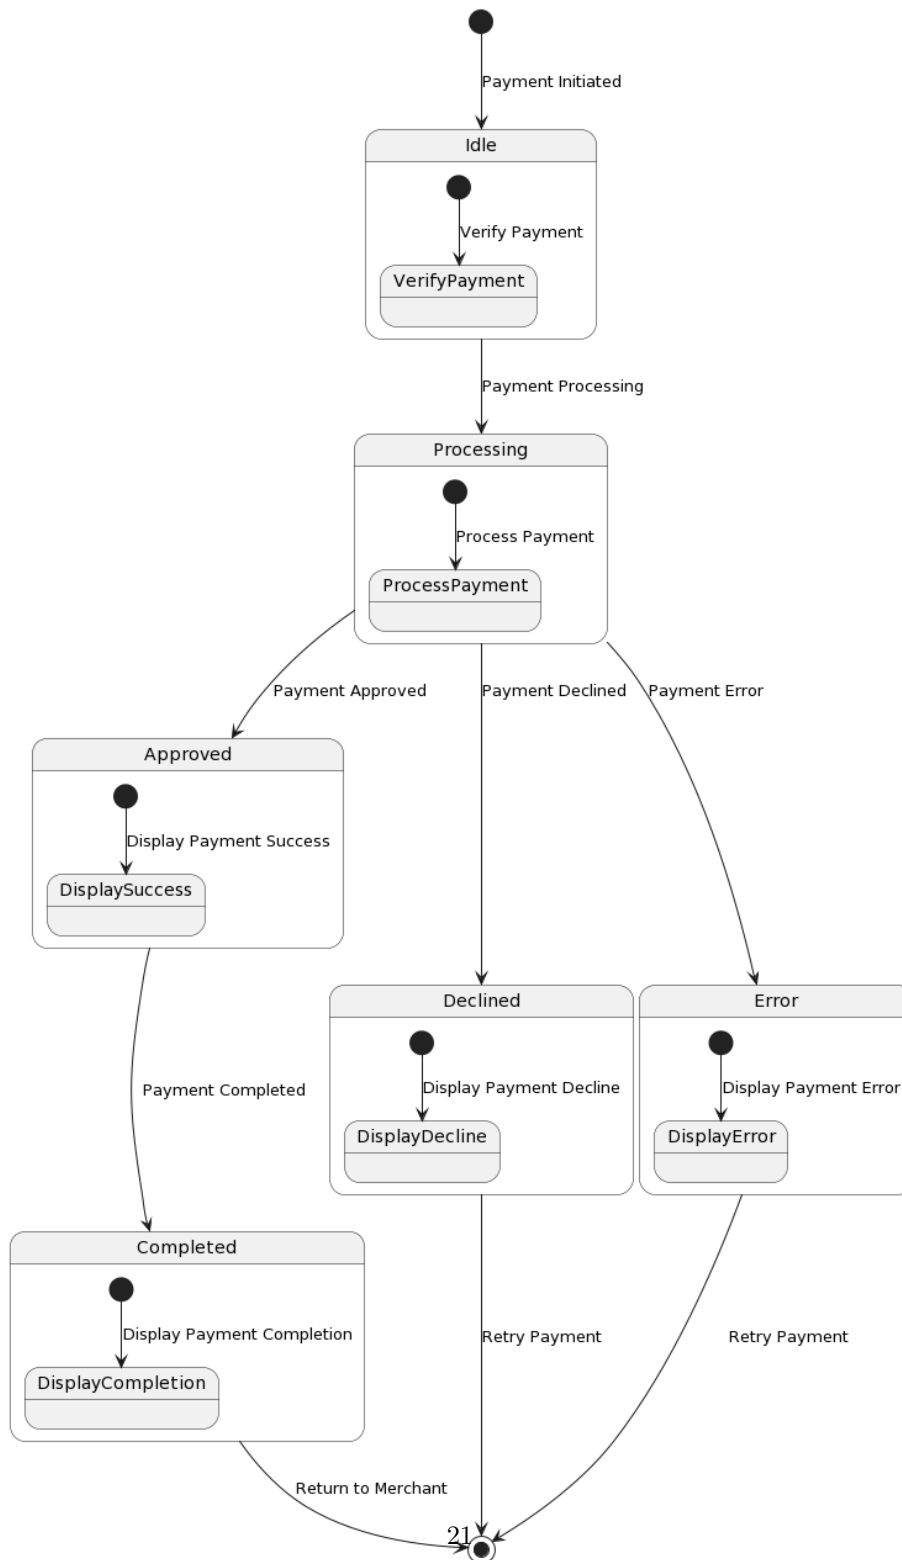 Payment Initiated
Idle
Verify Payment
VerifyPayment
Payment Processing
Processing
Process Payment
ProcessPayment
Payment Approved
Payment Declined
Payment Error
Approved
Display Payment Success
DisplaySuccess
Declined
Error
Display Payment Decline
Display Payment Error
Payment Completed
DisplayDecline
DisplayError
Completed
Display Payment Completion
Retry Payment
Retry Payment
DisplayCompletion
Return to Merchant
21